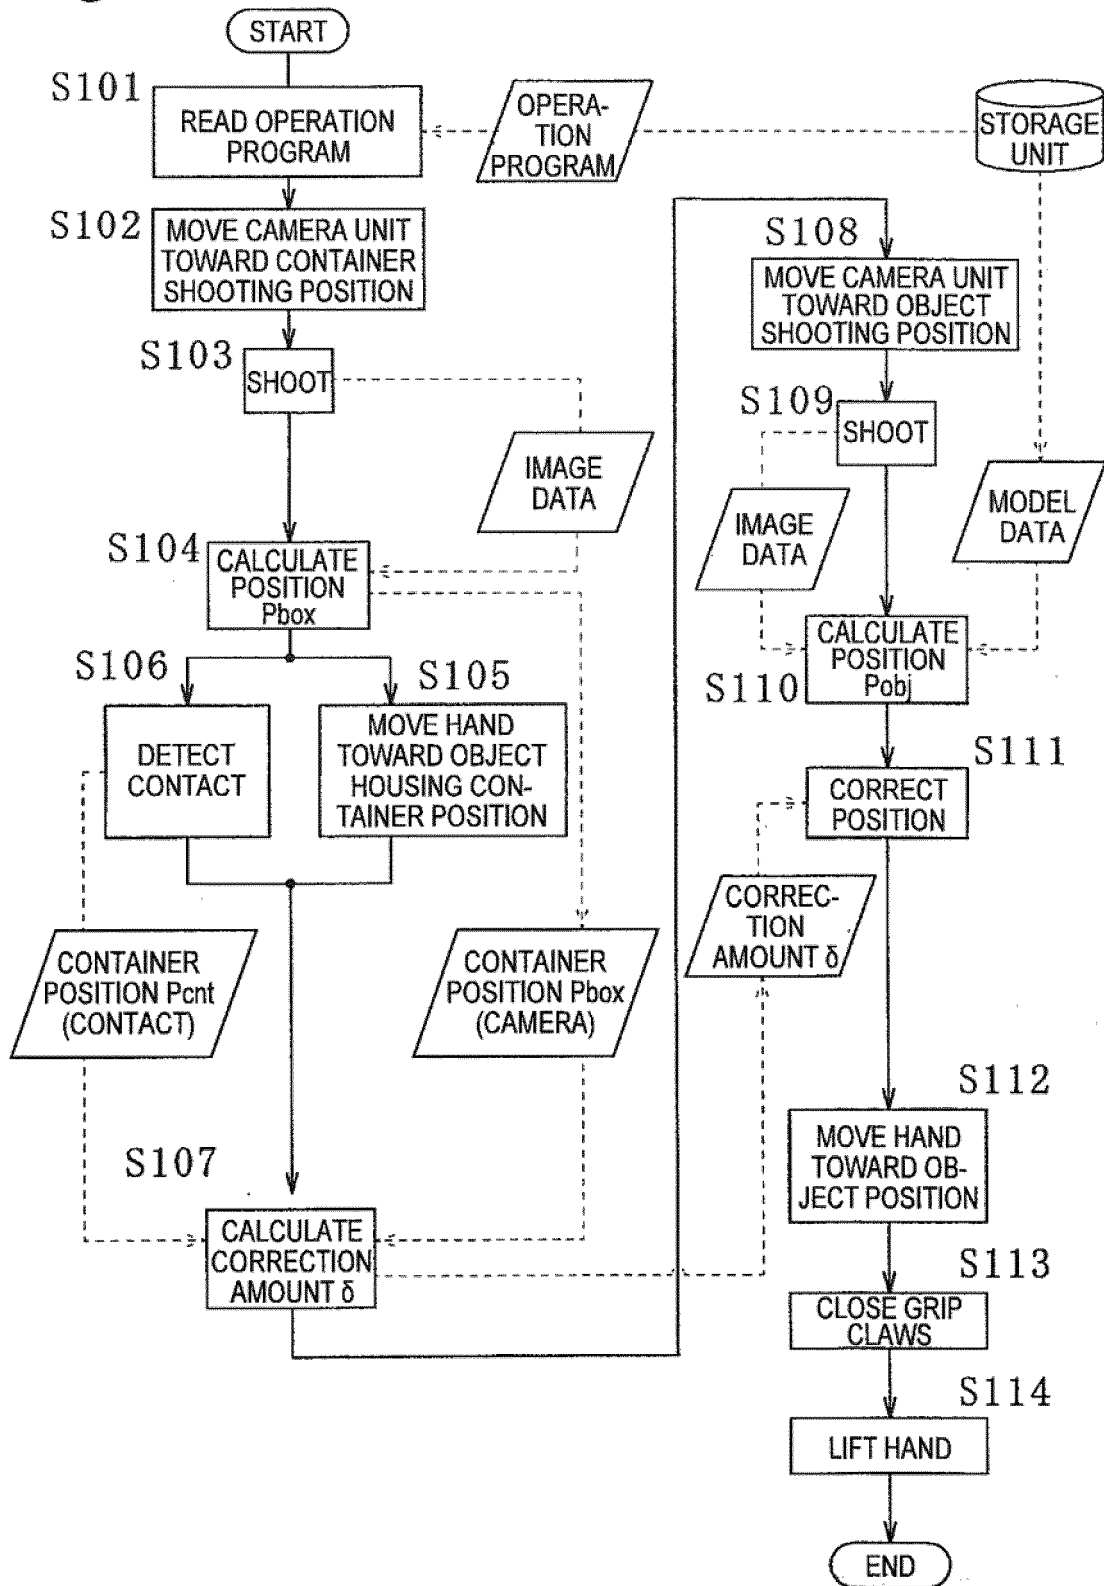 START
S101
READ OPERATION
PROGRAM
OPERA-
TION
PROGRAM
STORAGE
UNIT
S102
MOVE CAMERA UNIT
TOWARD CONTAINER
SHOOTING POSITION
S103
SHOOT
IMAGE
DATA
S104
CALCULATE
POSITION
Pbox
S106
DETECT
CONTACT
S105
MOVE HAND
TOWARD OBJECT
HOUSING CON-
TAINER POSITION
CONTAINER
POSITION Pcnt
(CONTACT)
CONTAINER
POSITION Pbox
(CAMERA)
S107
CALCULATE
CORRECTION
AMOUNT δ
S108
MOVE CAMERA UNIT
TOWARD OBJECT
SHOOTING POSITION
S109
SHOOT
IMAGE
DATA
MODEL
DATA
S110
CALCULATE
POSITION
Pobj
S111
CORRECT
POSITION
CORREC-
TION
AMOUNT δ
S112
MOVE HAND
TOWARD OB-
JECT POSITION
S113
CLOSE GRIP
CLAWS
S114
LIFT HAND
END